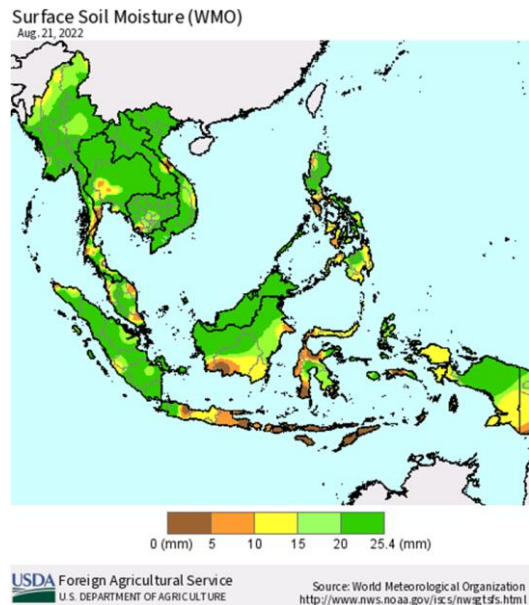 Surface Soil Moisture (WMO)
Aug. 21, 2022
0 (mm) 5 10 15 20 25.4 (mm)
USDA Foreign Agricultural Service
U.S. DEPARTMENT OF AGRICULTURE
Source: World Meteorological Organization
http://www.nws.noaa.gov/iscs/nwsgtsfs.html